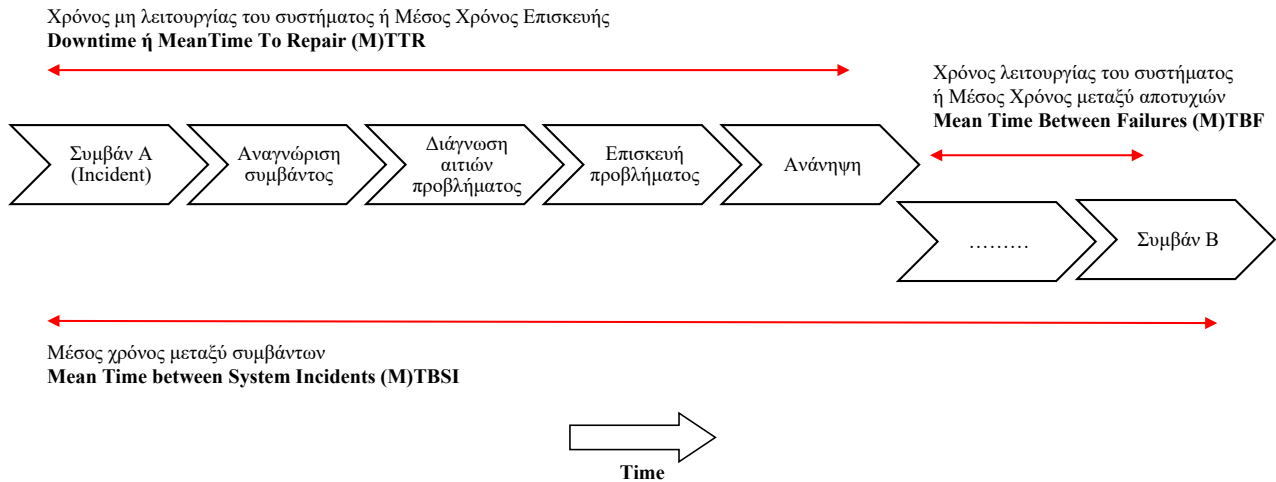 Χρόνος μη λειτουργίας του συστήματος ή Μέσος Χρόνος Επισκευής
Downtime ή MeanTime To Repair (M)TTR
Χρόνος λειτουργίας του συστήματος
ή Μέσος Χρόνος μεταξύ αποτυχιών
Mean Time Between Failures (M)TBF
Συμβάν Α
(Incident)
Αναγνώριση
συμβάντος
Διάγνωση
αιτιών
προβλήματος
Επισκευή
προβλήματος
Ανάνηψη
………
Συμβάν Β
Μέσος χρόνος μεταξύ συμβάντων
Mean Time between System Incidents (M)TBSI
Time